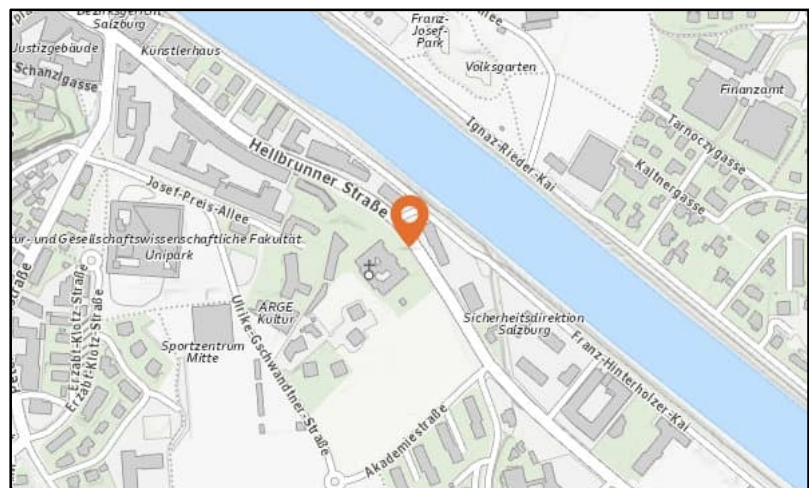 Bezirksgericht
Salzburg
Justizgebäude
Schanzlgasse
Künstlerhaus
Franz-
Josef-
Park
Volksgarten
Finanzamt
Tarnoczygasse
Kaltnergasse
Ignaz-Rieder-Kai
Hellbrunner Straße
Josef-Preis-Allee
tur- und Gesellschaftswissenschaftliche Fakultät
Unipark
ARGE
Kultur
Sportzentrum
Mitte
Ulrike-Gschwandtner-Straße
Erzabt-Klotz-Straße
Erzabt-Klotz-Straße
Sicherheitsdirektion
Salzburg
Franz-Hinterholzer-Kai
Akademiestraße